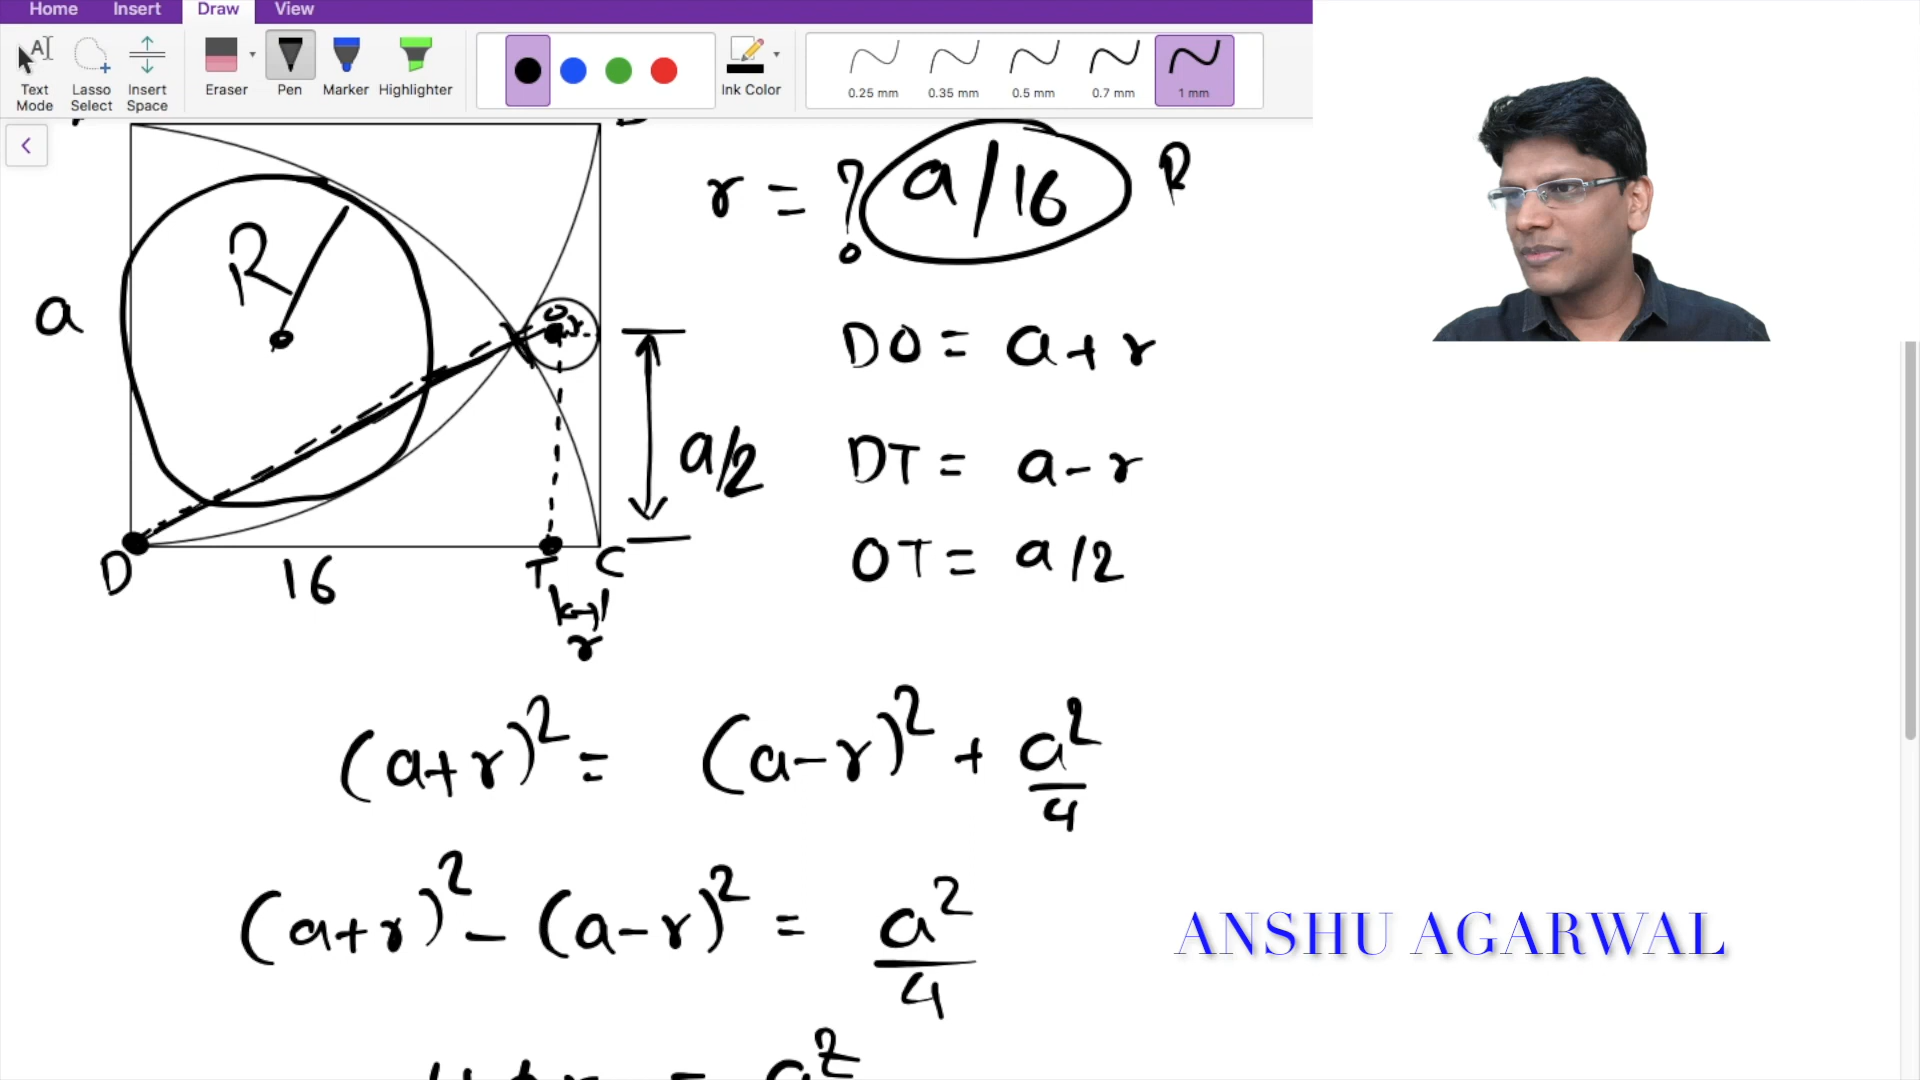 Home Insert Draw View
Text Mode
Lasso Select
Insert Space
Eraser
Pen
Marker
Highlighter
Ink Color
0.25 mm
0.35 mm
0.5 mm
0.7 mm
1 mm
r = ? a/16 R
R
a
O r
DO = a+r
a/2
DT = a-r
OT = a/2
D 16 T C
r
(a+r)² = (a-r)² + a²/4
(a+r)² - (a-r)² = a²/4
ANSHU AGARWAL